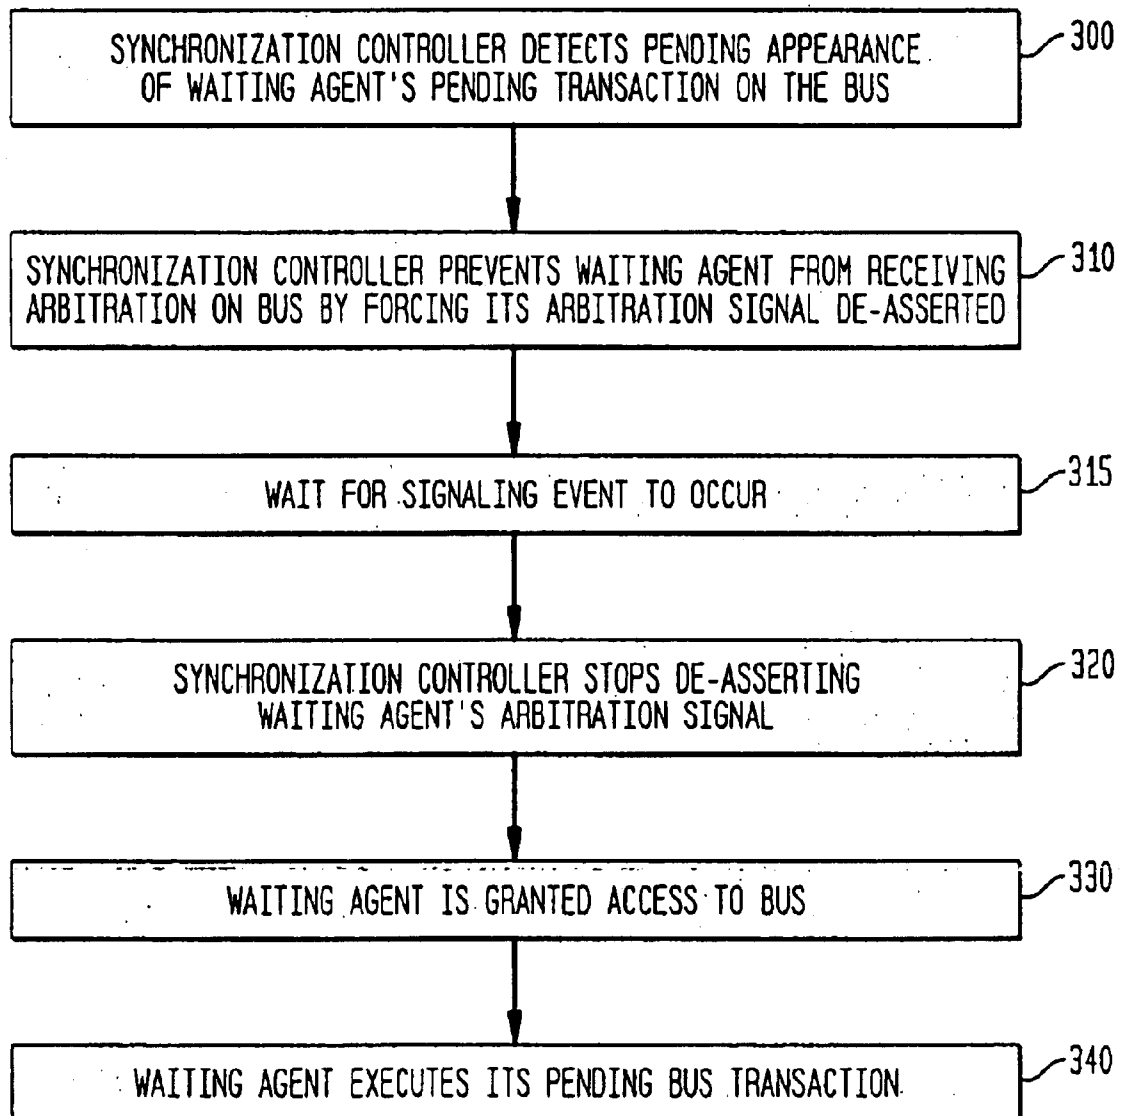 SYNCHRONIZATION CONTROLLER DETECTS PENDING APPEARANCE
OF WAITING AGENT'S PENDING TRANSACTION ON THE BUS
300
SYNCHRONIZATION CONTROLLER PREVENTS WAITING AGENT FROM RECEIVING
ARBITRATION ON BUS BY FORCING ITS ARBITRATION SIGNAL DE-ASSERTED
310
WAIT FOR SIGNALING EVENT TO OCCUR
315
SYNCHRONIZATION CONTROLLER STOPS DE-ASSERTING
WAITING AGENT'S ARBITRATION SIGNAL
320
WAITING AGENT IS GRANTED ACCESS TO BUS
330
WAITING AGENT EXECUTES ITS PENDING BUS TRANSACTION
340